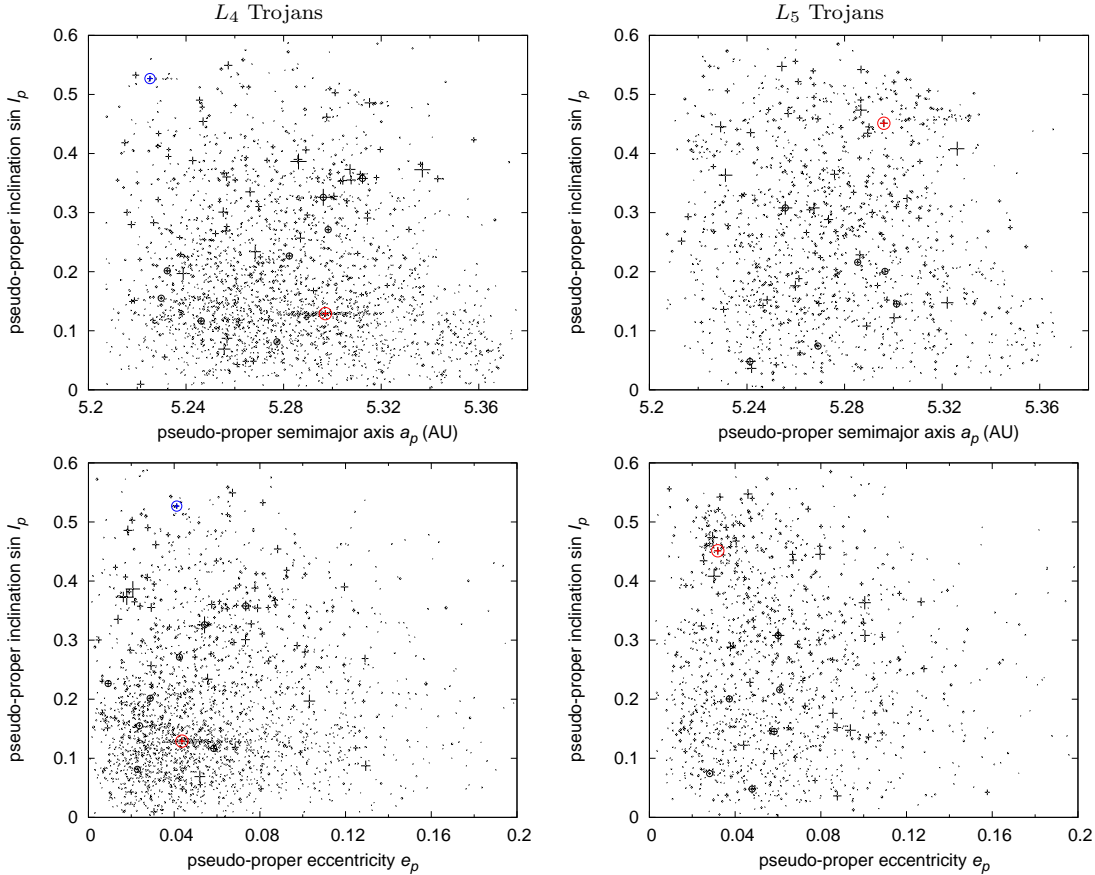 L4 Trojans
L5 Trojans
0.6
0.5
0.4
0.3
0.2
0.1
0
5.2 5.24 5.28 5.32 5.36
pseudo-proper inclination sin Ip
pseudo-proper semimajor axis ap (AU)
0.6
0.5
0.4
0.3
0.2
0.1
0
5.2 5.24 5.28 5.32 5.36
pseudo-proper inclination sin Ip
pseudo-proper semimajor axis ap (AU)
0.6
0.5
0.4
0.3
0.2
0.1
0
0 0.04 0.08 0.12 0.16 0.2
pseudo-proper inclination sin Ip
pseudo-proper eccentricity ep
0.6
0.5
0.4
0.3
0.2
0.1
0
0 0.04 0.08 0.12 0.16 0.2
pseudo-proper inclination sin Ip
pseudo-proper eccentricity ep